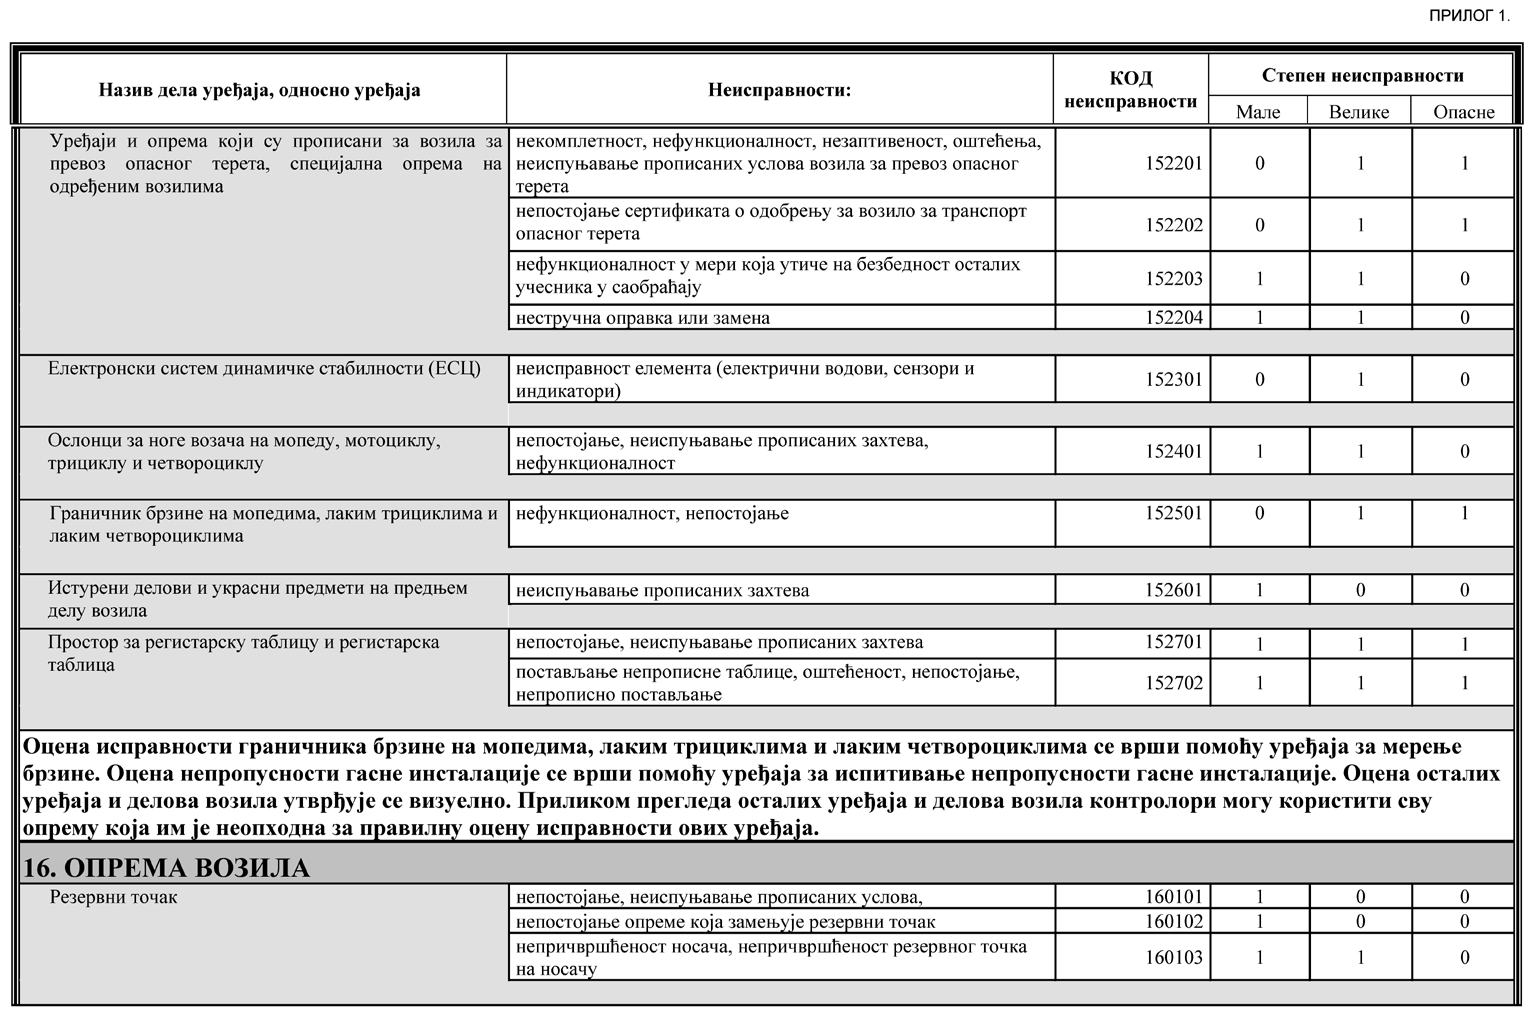 ПРИЛОГ 1.
Назив дела уређаја, односно уређаја
Неисправности:
КОД
неисправности
Степен неисправности
Мале Велике Опасне
Уређаји и опрема који су прописани за возила за
превоз опасног терета, специјална опрема на
одређеним возилима
некомплетност, нефункционалност, незаптивеност, оштећења,
неиспуњавање прописаних услова возила за превоз опасног
терета
152201 0 1 1
непостојање сертификата о одобрењу за возило за транспорт
опасног терета
152202 0 1 1
нефункционалност у мери која утиче на безбедност осталих
учесника у саобраћају
152203 1 1 0
нестручна оправка или замена 152204 1 1 0
Електронски систем динамичке стабилности (ЕСЦ)
неисправност елемента (електрични водови, сензори и
индикатори)
152301 0 1 0
Ослонци за ноге возача на мопеду, мотоциклу,
трициклу и четвороциклу
непостојање, неиспуњавање прописаних захтева,
нефункционалност
152401 1 1 0
Граничник брзине на мопедима, лаким трициклима и
лаким четвороциклима
нефункционалност, непостојање 152501 0 1 1
Истурени делови и украсни предмети на предњем
делу возила
неиспуњавање прописаних захтева 152601 1 0 0
Простор за регистарску таблицу и регистарска
таблица
непостојање, неиспуњавање прописаних захтева 152701 1 1 1
постављање непрописне таблице, оштећеност, непостојање,
непрописно постављање
152702 1 1 1
Оцена исправности граничника брзине на мопедима, лаким трициклима и лаким четвороциклима се врши помоћу уређаја за мерење
брзине. Оцена непропусности гасне инсталације се врши помоћу уређаја за испитивање непропусности гасне инсталације. Оцена осталих
уређаја и делова возила утврђује се визуелно. Приликом прегледа осталих уређаја и делова возила контролори могу користити сву
опрему која им је неопходна за правилну оцену исправности ових уређаја.
16. ОПРЕМА ВОЗИЛА
Резервни точак
непостојање, неиспуњавање прописаних услова, 160101 1 0 0
непостојање опреме која замењује резервни точак 160102 1 0 0
непричвршћеност носача, непричвршћеност резервног точка
на носачу
160103 1 1 0